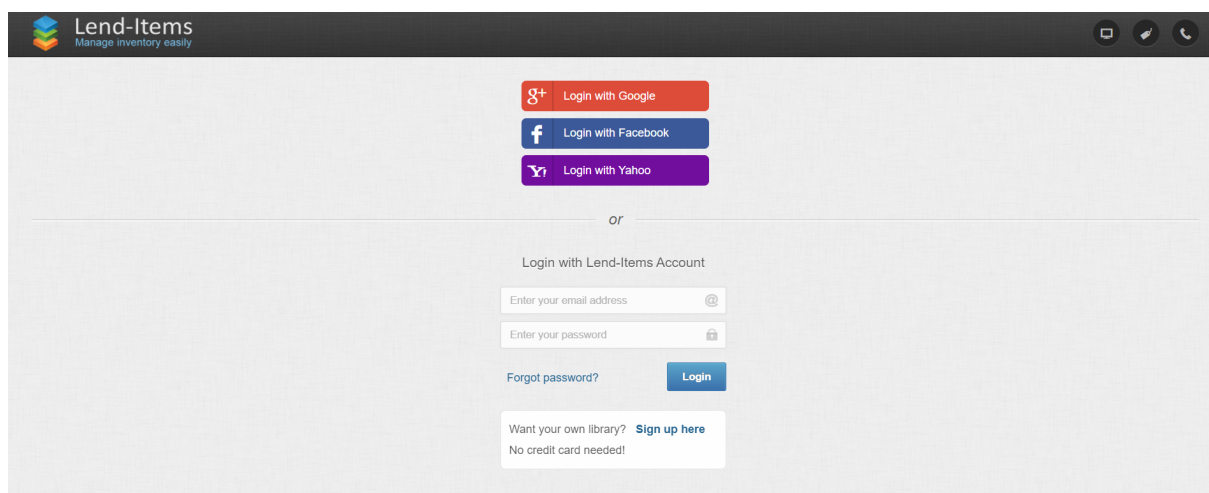 Lend-Items
Manage inventory easily
g+ Login with Google
f Login with Facebook
Y! Login with Yahoo
or
Login with Lend-Items Account
Enter your email address @
Enter your password
Forgot password? Login
Want your own library? Sign up here
No credit card needed!